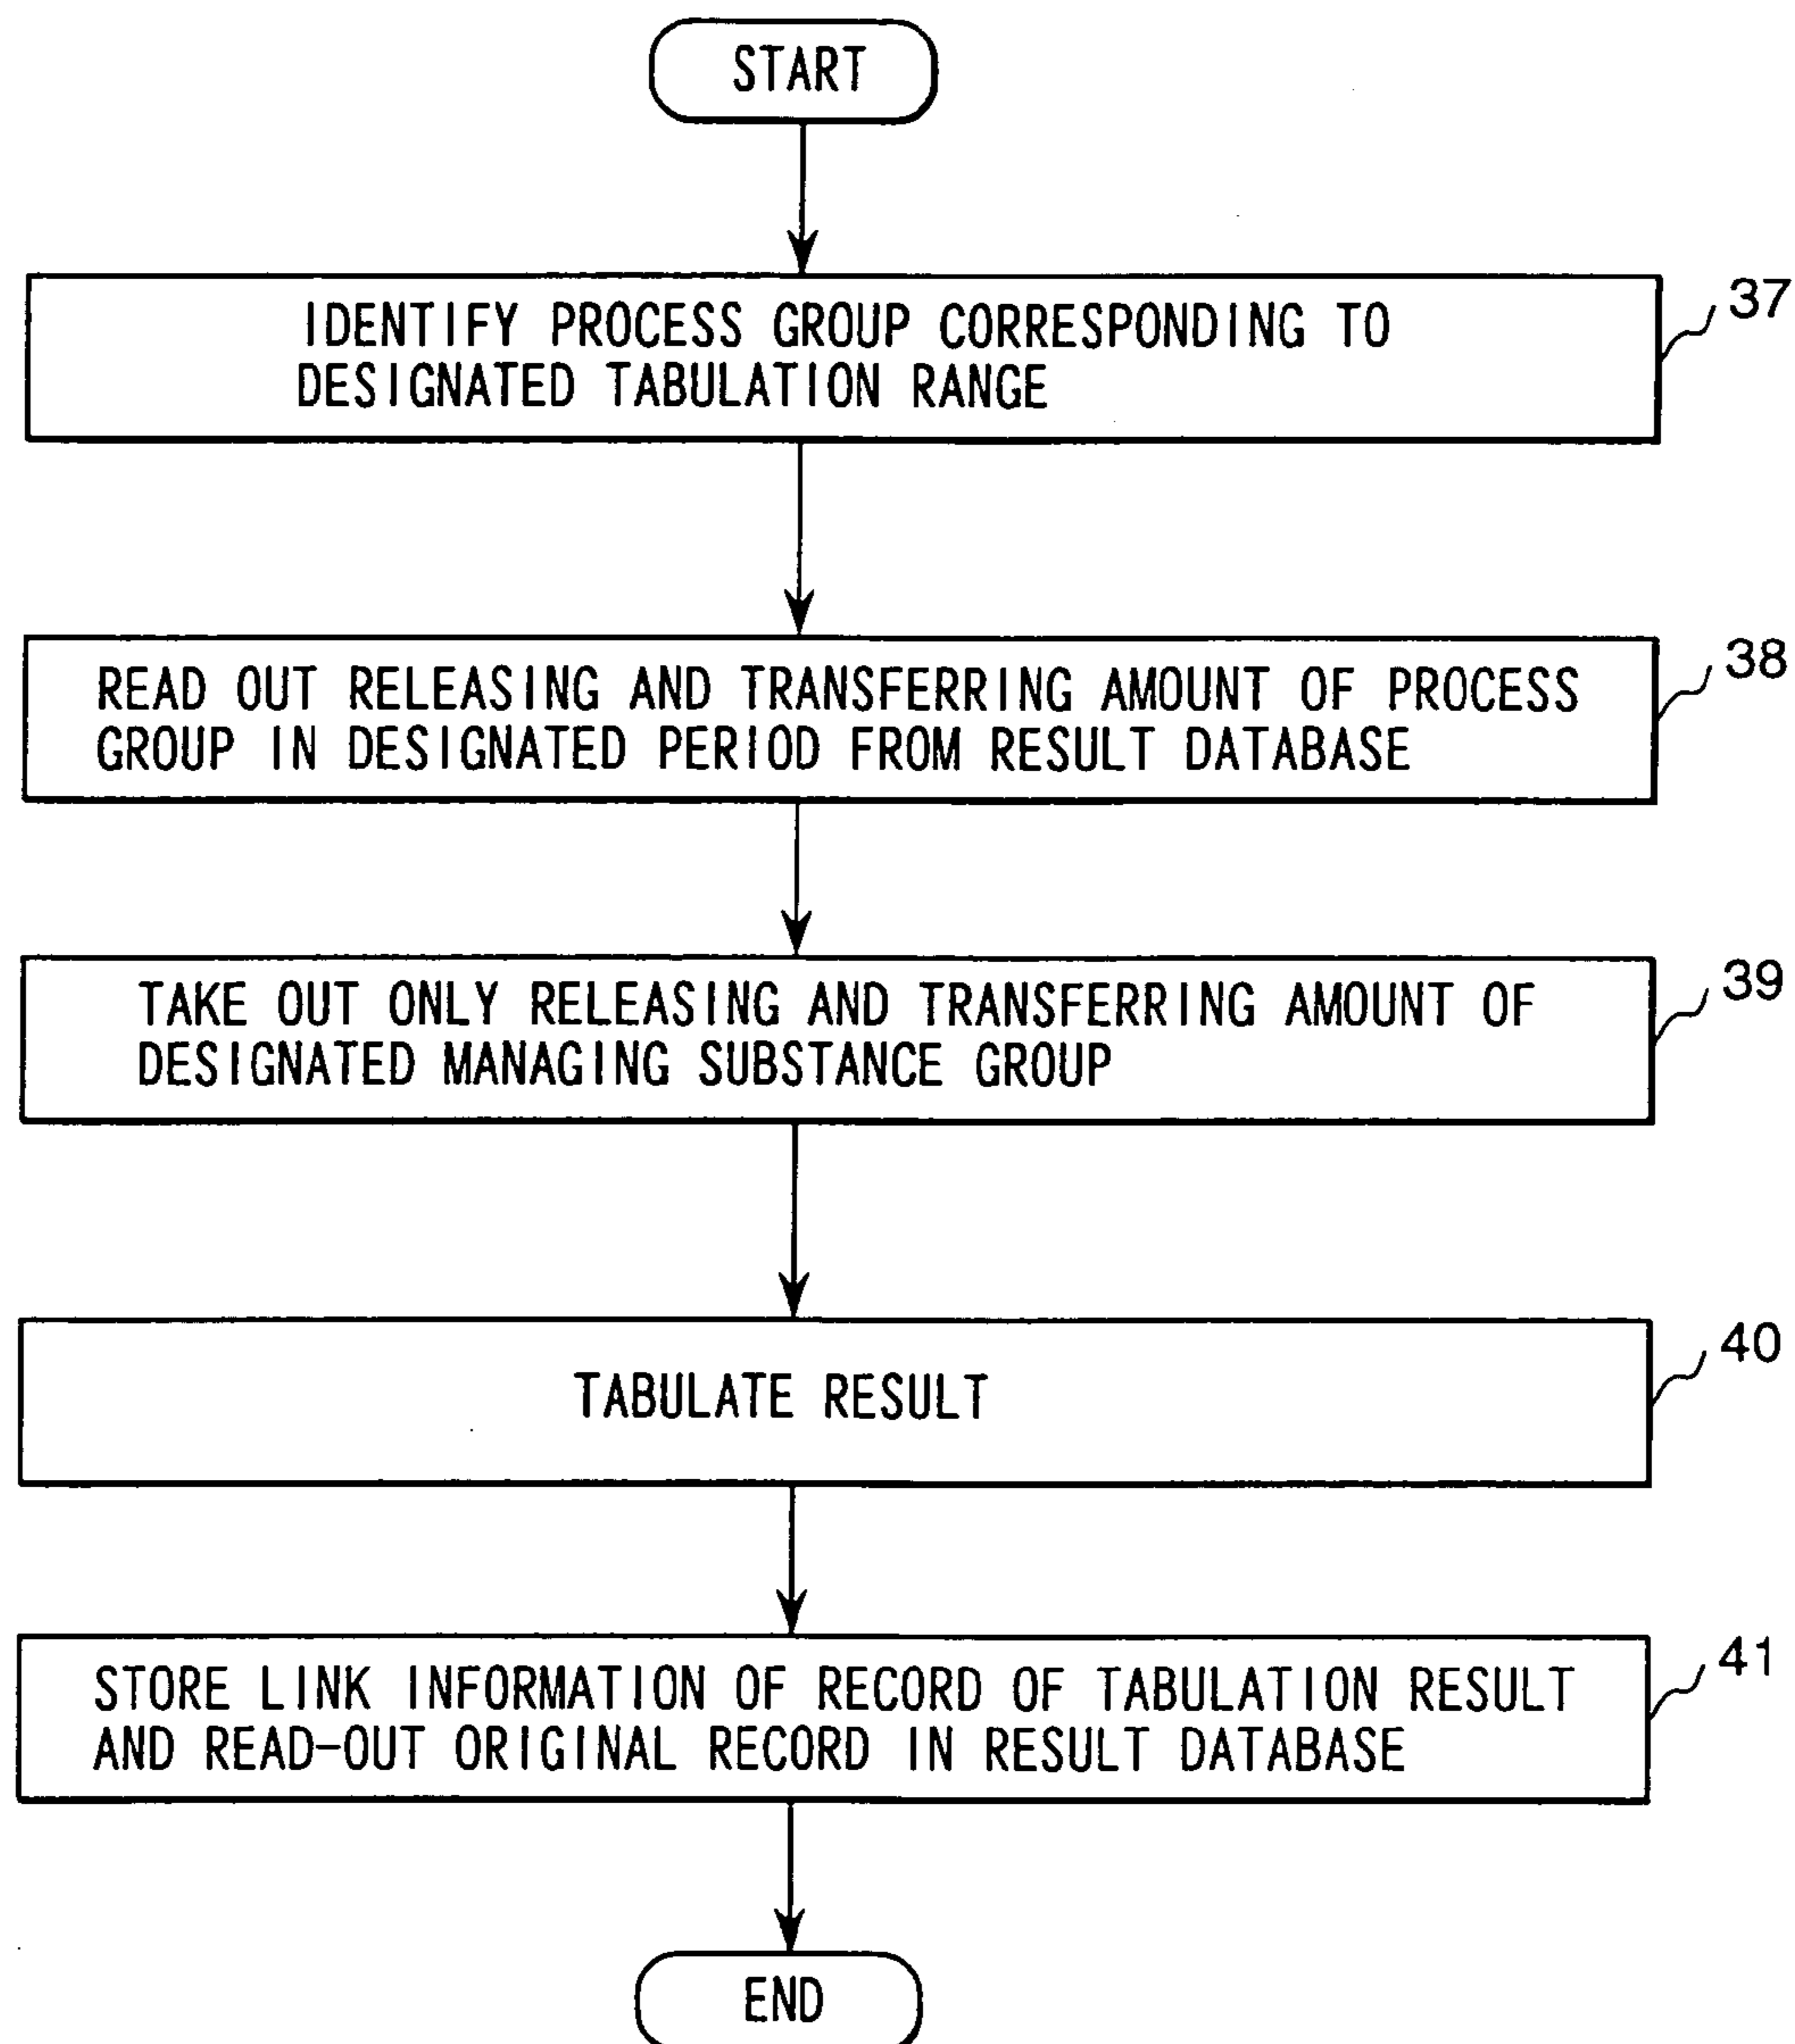 START
IDENTIFY PROCESS GROUP CORRESPONDING TO
DESIGNATED TABULATION RANGE
37
READ OUT RELEASING AND TRANSFERRING AMOUNT OF PROCESS
GROUP IN DESIGNATED PERIOD FROM RESULT DATABASE
38
TAKE OUT ONLY RELEASING AND TRANSFERRING AMOUNT OF
DESIGNATED MANAGING SUBSTANCE GROUP
39
TABULATE RESULT
40
STORE LINK INFORMATION OF RECORD OF TABULATION RESULT
AND READ-OUT ORIGINAL RECORD IN RESULT DATABASE
41
END